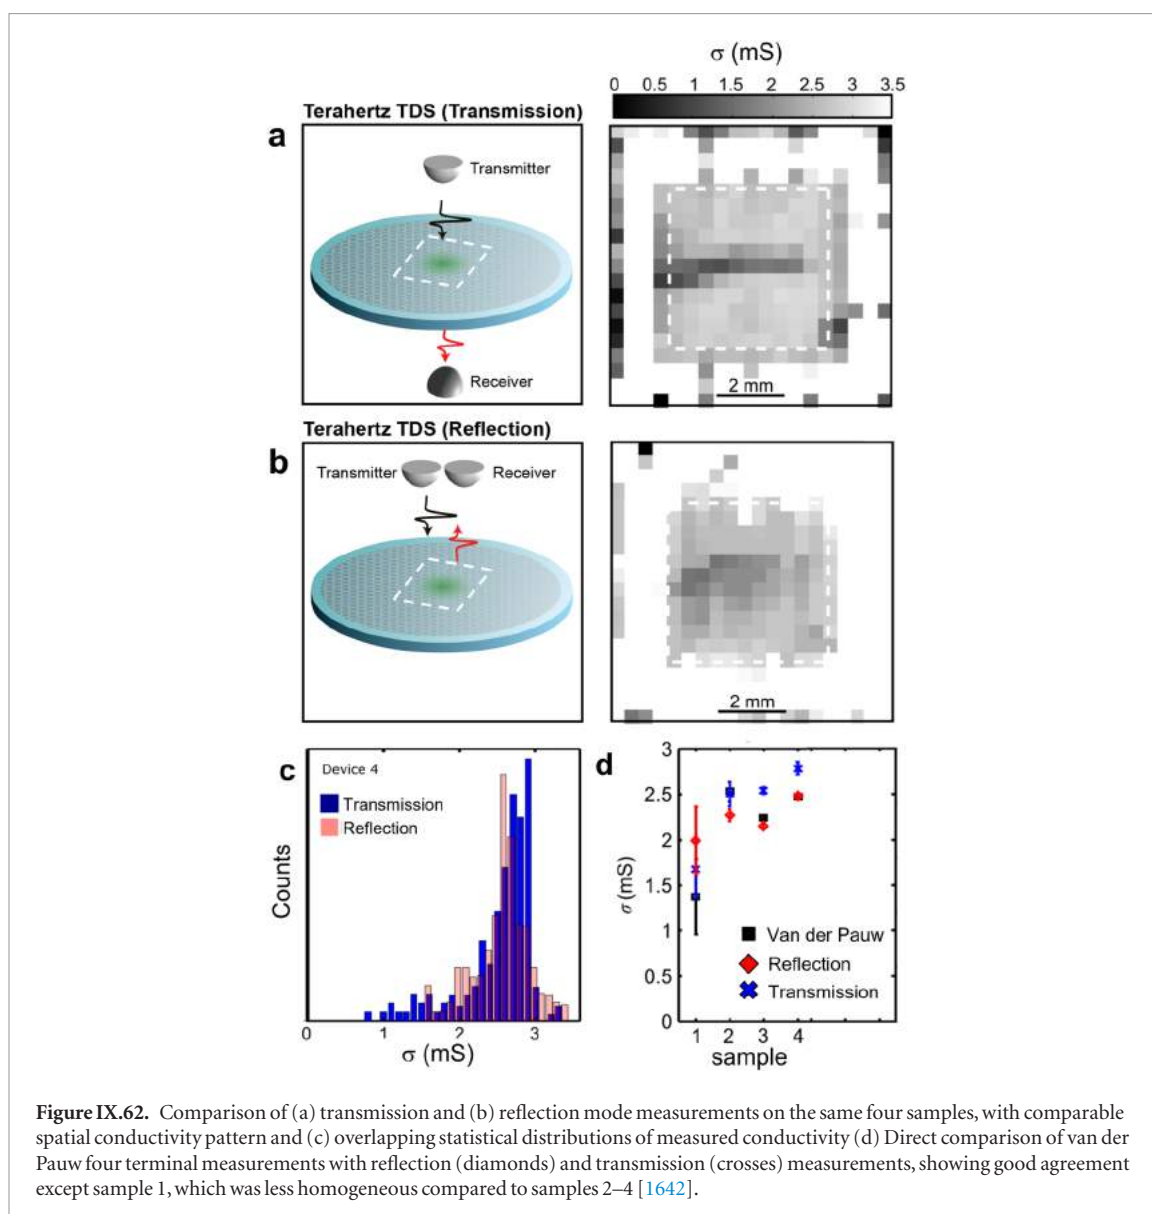 σ (mS)
0 0.5 1 1.5 2 2.5 3 3.5
Terahertz TDS (Transmission)
a
Transmitter
Receiver
2 mm
Terahertz TDS (Reflection)
b
Transmitter
Receiver
2 mm
c
Device 4
Transmission
Reflection
Counts
0 1 2 3
σ (mS)
d
3
2.5
2
1.5
1
0.5
0
σ (mS)
Van der Pauw
Reflection
Transmission
1 2 3 4
sample
Figure IX.62. Comparison of (a) transmission and (b) reflection mode measurements on the same four samples, with comparable
spatial conductivity pattern and (c) overlapping statistical distributions of measured conductivity (d) Direct comparison of van der
Pauw four terminal measurements with reflection (diamonds) and transmission (crosses) measurements, showing good agreement
except sample 1, which was less homogeneous compared to samples 2–4 [1642].